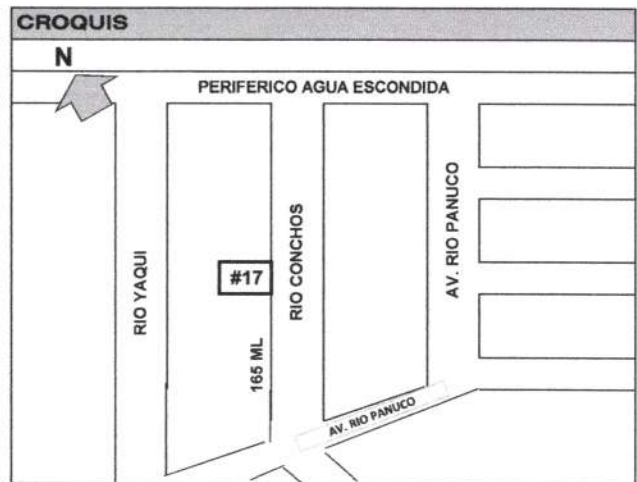 CROQUIS
N
PERIFERICO AGUA ESCONDIDA
RIO YAQUI
#17
165 ML
RIO CONCHOS
AV. RIO PANUCO
AV. RIO PANUCO